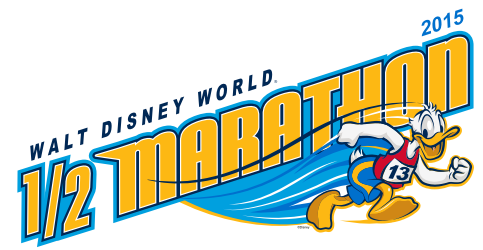 2015
WALT DISNEY WORLD®
1/2 MARATHON
13
©Disney